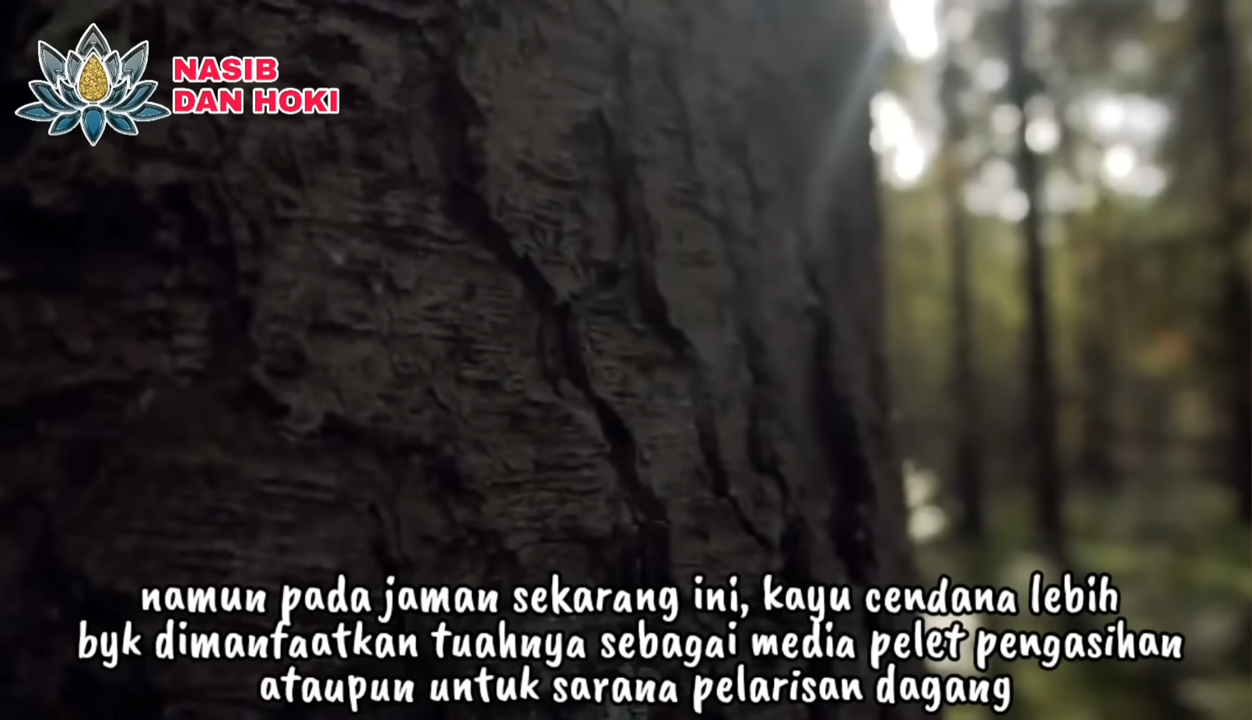 NASIB
DAN HOKI
namun pada jaman sekarang ini, kayu cendana lebih
byk dimanfaatkan tuahnya sebagai media pelet pengasihan
ataupun untuk sarana pelarisan dagang